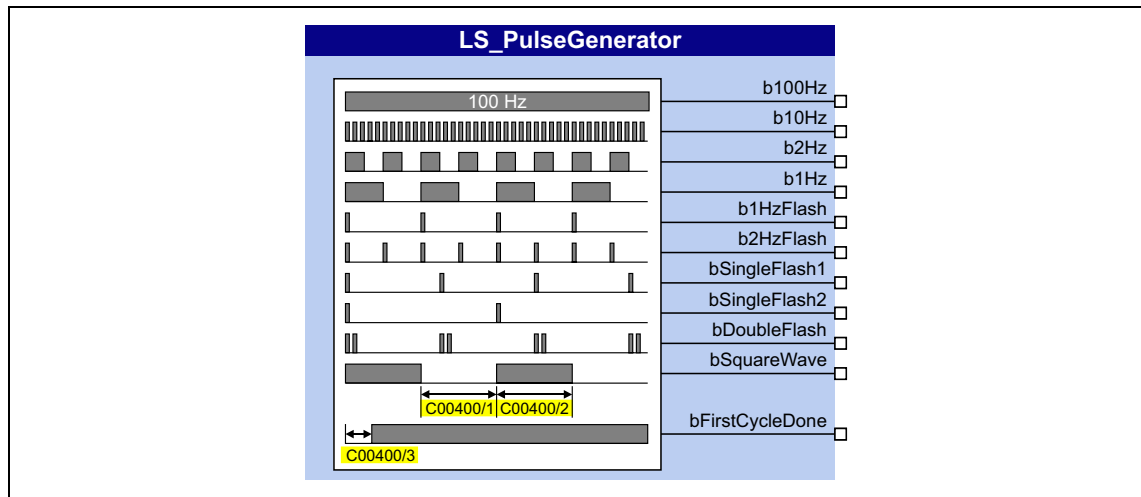 LS_PulseGenerator
100 Hz
b100Hz
b10Hz
b2Hz
b1Hz
b1HzFlash
b2HzFlash
bSingleFlash1
bSingleFlash2
bDoubleFlash
bSquareWave
C00400/1 C00400/2
bFirstCycleDone
C00400/3